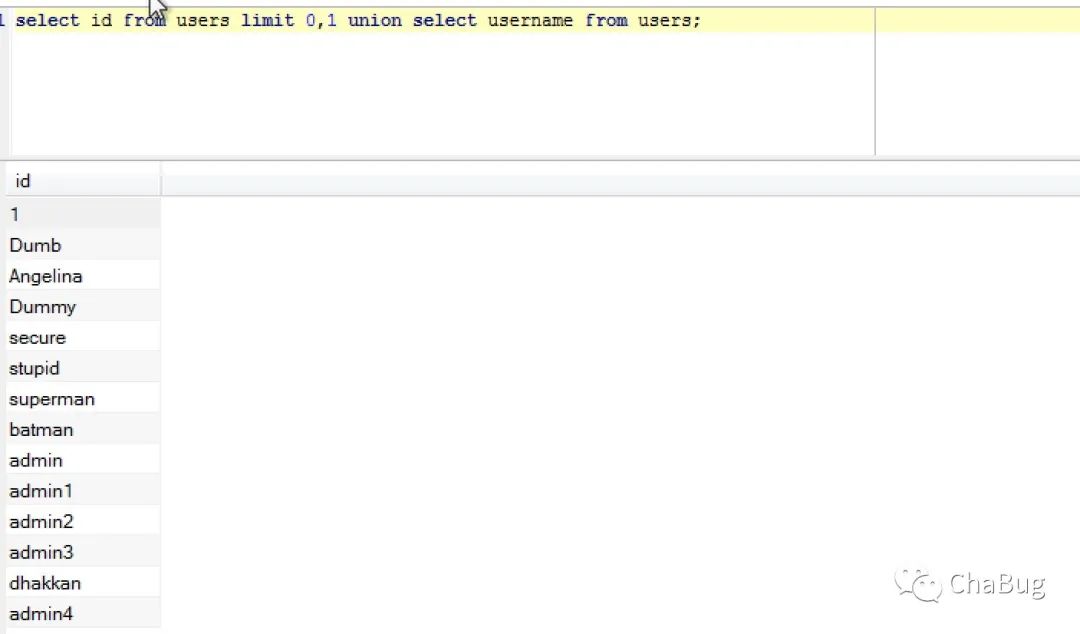 1 select id from users limit 0,1 union select username from users;
id
1
Dumb
Angelina
Dummy
secure
stupid
superman
batman
admin
admin1
admin2
admin3
dhakkan
admin4
ChaBug